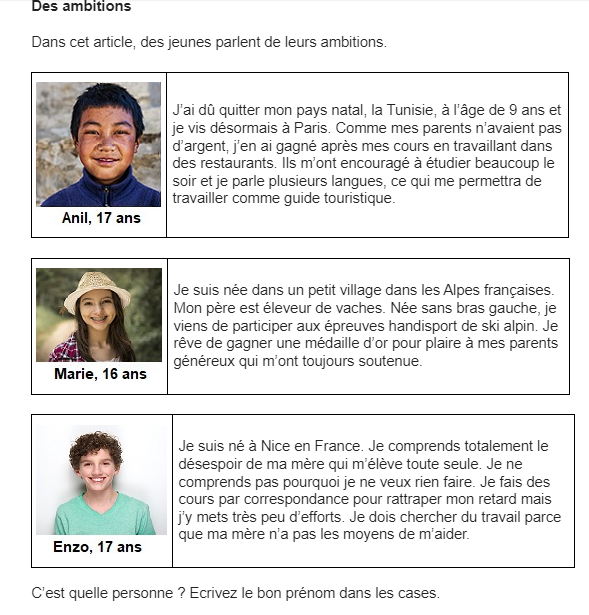 Des ambitions
Dans cet article, des jeunes parlent de leurs ambitions.
J'ai dû quitter mon pays natal, la Tunisie, à l'âge de 9 ans et
je vis désormais à Paris. Comme mes parents n'avaient pas
d'argent, j'en ai gagné après mes cours en travaillant dans
des restaurants. Ils m'ont encouragé à étudier beaucoup le
soir et je parle plusieurs langues, ce qui me permettra de
travailler comme guide touristique.
Anil, 17 ans
Je suis née dans un petit village dans les Alpes françaises.
Mon père est éleveur de vaches. Née sans bras gauche, je
viens de participer aux épreuves handisport de ski alpin. Je
rêve de gagner une médaille d'or pour plaire à mes parents
généreux qui m'ont toujours soutenue.
Marie, 16 ans
Je suis né à Nice en France. Je comprends totalement le
désespoir de ma mère qui m'élève toute seule. Je ne
comprends pas pourquoi je ne veux rien faire. Je fais des
cours par correspondance pour rattraper mon retard mais
j'y mets très peu d'efforts. Je dois chercher du travail parce
que ma mère n'a pas les moyens de m'aider.
Enzo, 17 ans
C'est quelle personne ? Ecrivez le bon prénom dans les cases.